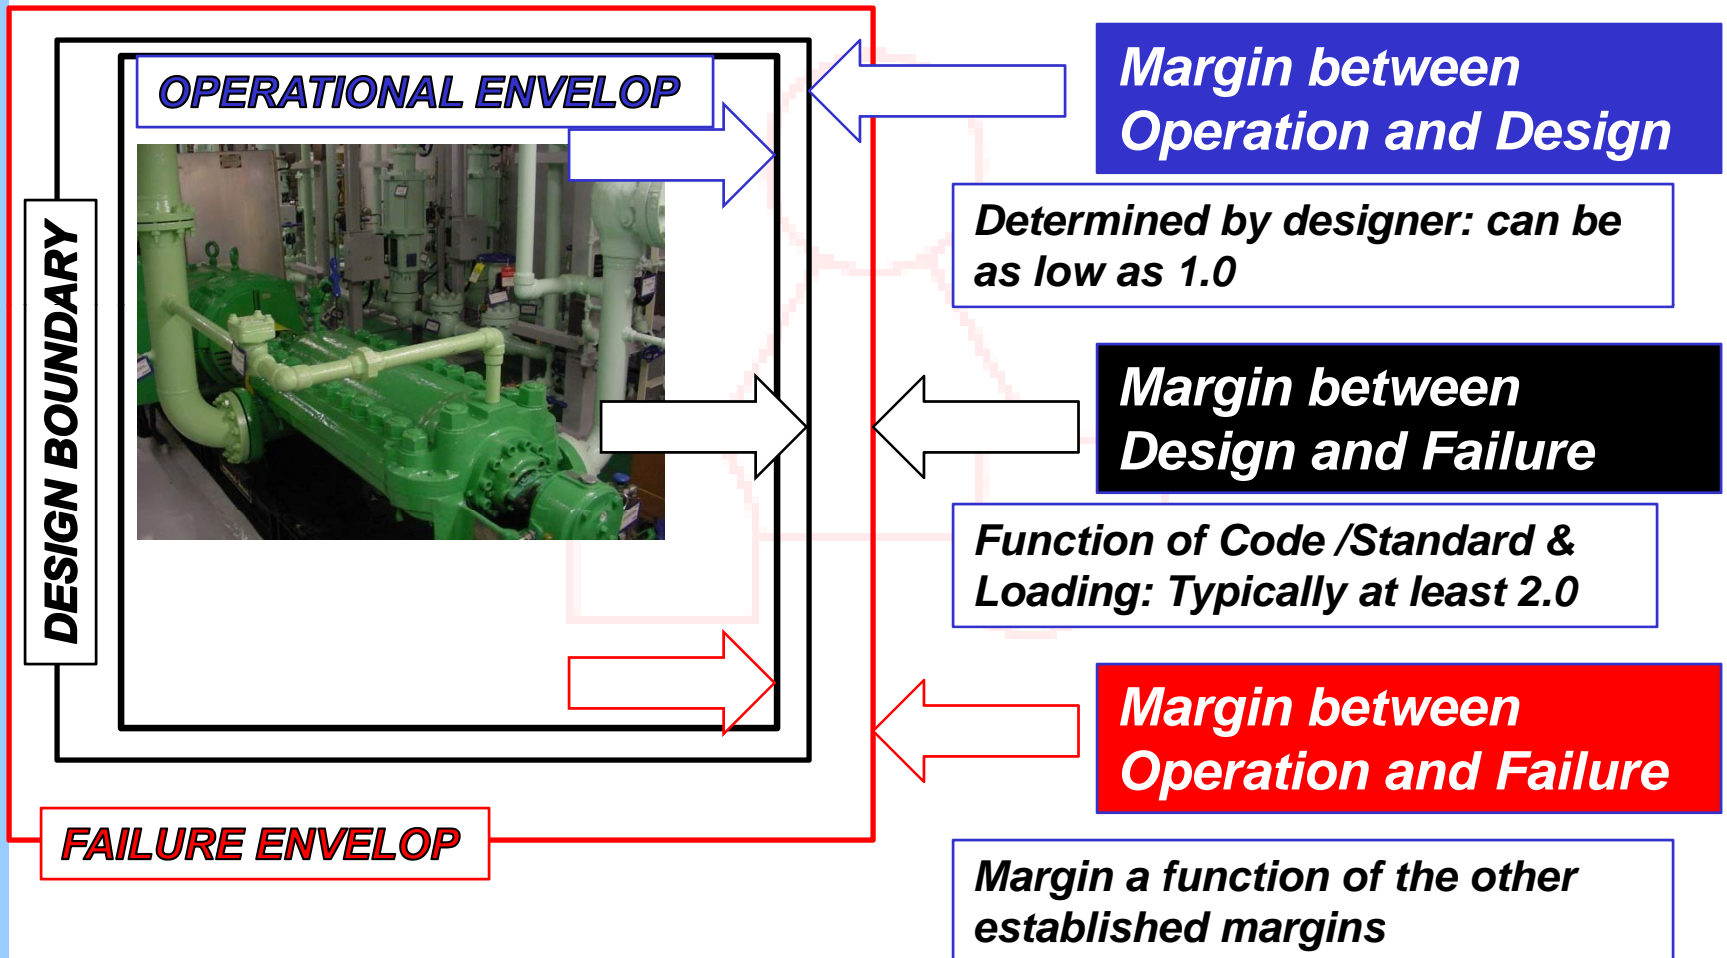 OPERATIONAL ENVELOP
DESIGN BOUNDARY
FAILURE ENVELOP
Margin between
Operation and Design
Determined by designer: can be
as low as 1.0
Margin between
Design and Failure
Function of Code /Standard &
Loading: Typically at least 2.0
Margin between
Operation and Failure
Margin a function of the other
established margins